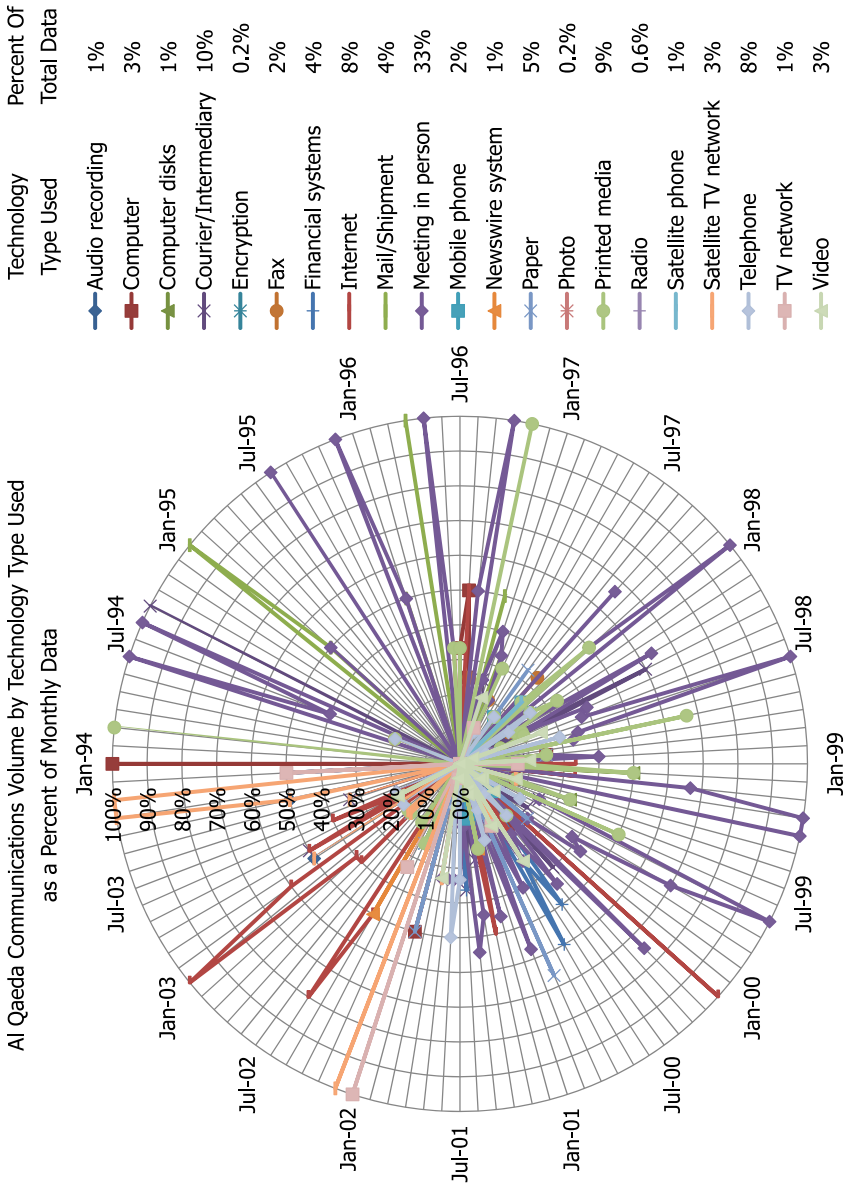 Al Qaeda Communications Volume by Technology Type Used
as a Percent of Monthly Data
Jan-94
Jul-94
Jan-95
Jul-95
Jan-96
Jul-96
Jan-97
Jul-97
Jan-98
Jul-98
Jan-99
Jul-99
Jan-00
Jul-00
Jan-01
Jul-01
Jan-02
Jul-02
Jan-03
Jul-03
100%
90%
80%
70%
60%
50%
40%
30%
20%
10%
0%
Technology Percent Of
Type Used Total Data
Audio recording 1%
Computer 3%
Computer disks 1%
Courier/Intermediary 10%
Encryption 0.2%
Fax 2%
Financial systems 4%
Internet 8%
Mail/Shipment 4%
Meeting in person 33%
Mobile phone 2%
Newswire system 1%
Paper 5%
Photo 0.2%
Printed media 9%
Radio 0.6%
Satellite phone 1%
Satellite TV network 3%
Telephone 8%
TV network 1%
Video 3%